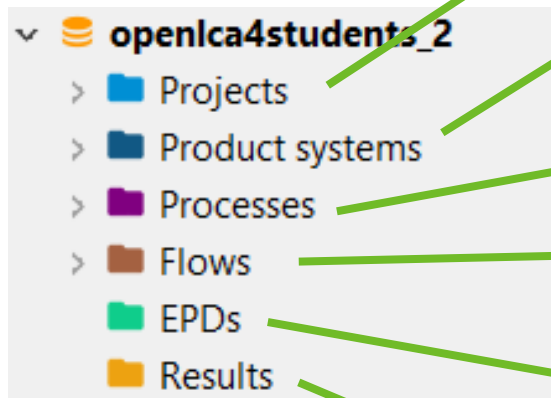 openlca4students_2
Projects
Product systems
Processes
Flows
EPDs
Results